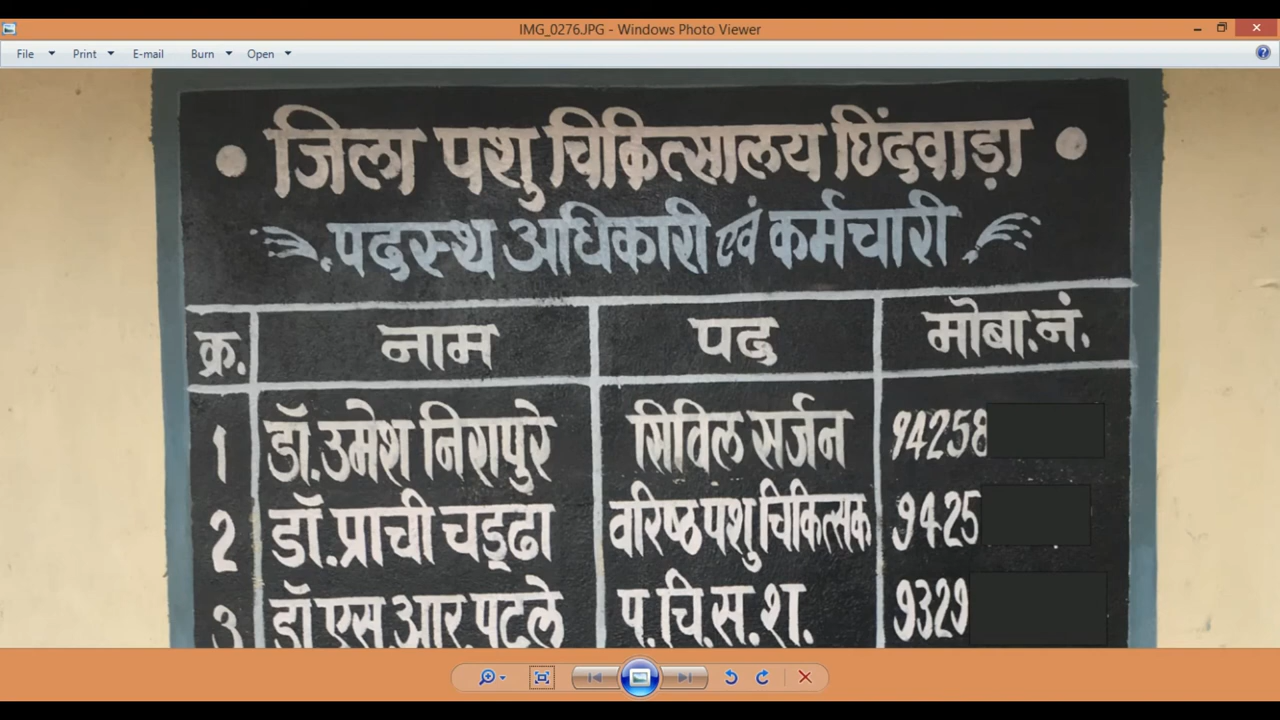 IMG_0276.JPG - Windows Photo Viewer
File Print E-mail Burn Open
जिला पशु चिकित्सालय छिंदवाड़ा
पदस्थ अधिकारी एवं कर्मचारी
क्र. नाम पद मोबा.नं.
1 डॉ.उमेश निरापुरे सिविल सर्जन 94258
2 डॉ.प्राची चड्ढा वरिष्ठ पशु चिकित्सक 9425
3 डॉ एस.आर.पटले प.चि.स.श. 9329